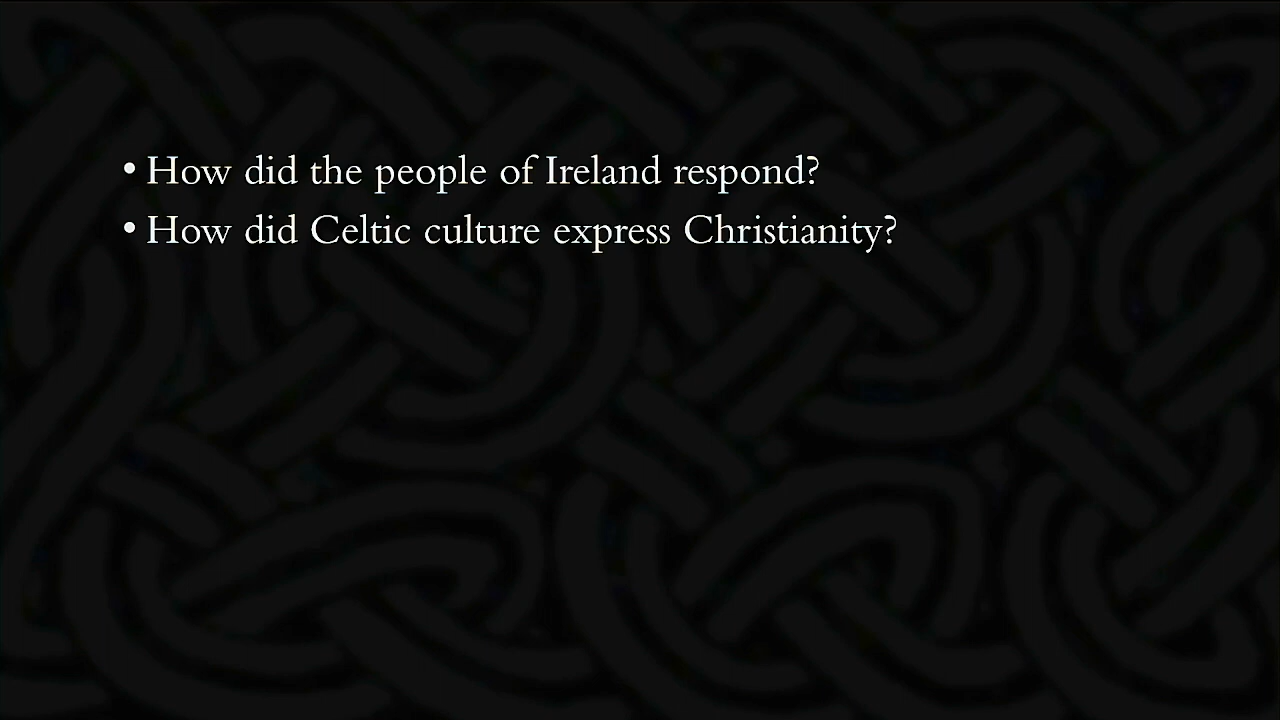 • How did the people of Ireland respond?
• How did Celtic culture express Christianity?